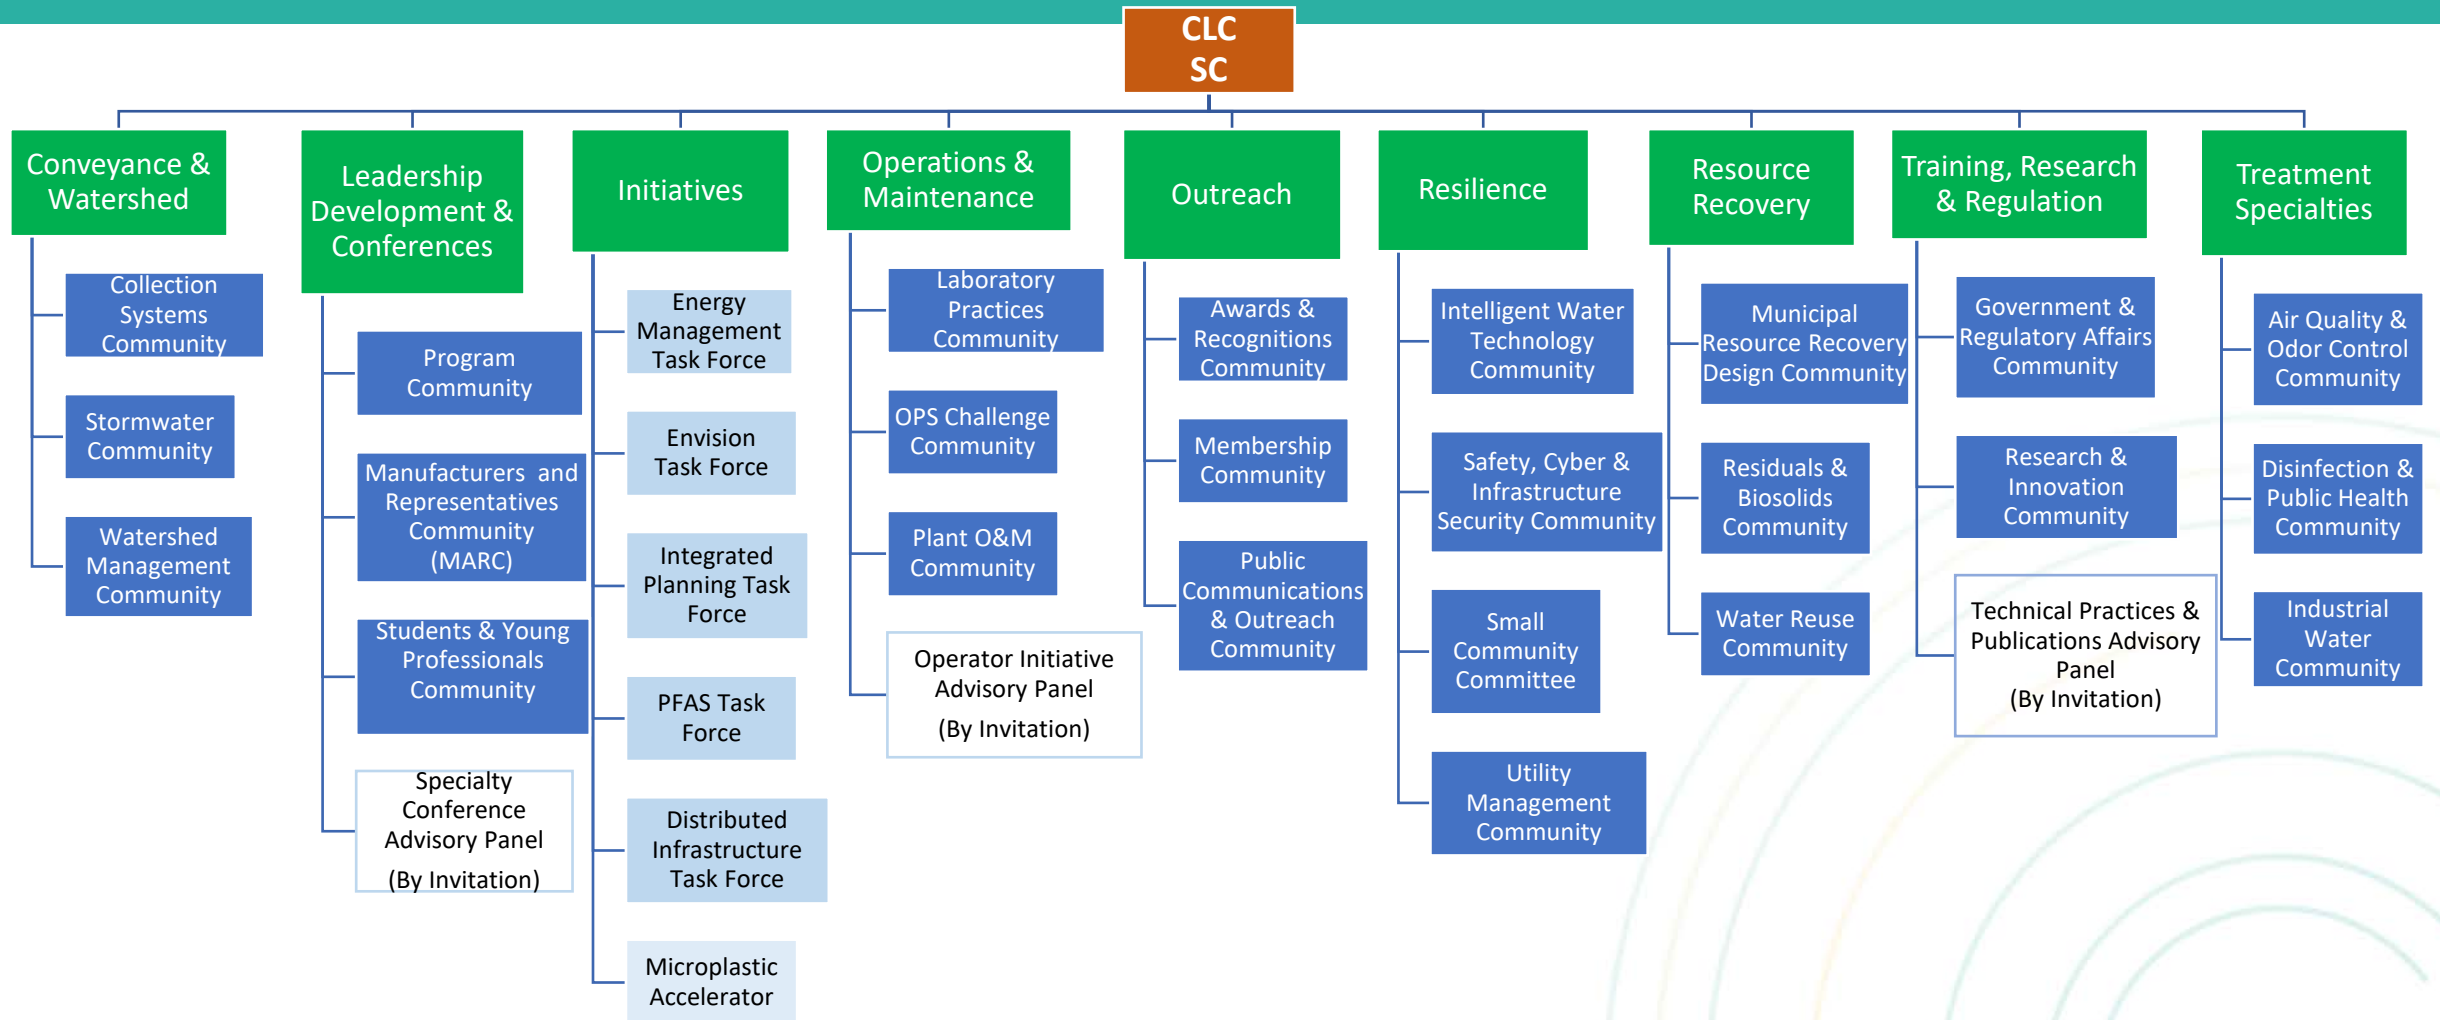 CLC
SC
Conveyance &
Watershed
Collection
Systems
Community
Stormwater
Community
Watershed
Management
Community
Leadership
Development &
Conferences
Program
Community
Manufacturers  and
Representatives
Community
(MARC)
Students & Young
Professionals
Community
Specialty
Conference
Advisory Panel
(By Invitation)
Initiatives
Energy
Management
Task Force
Envision
Task Force
Integrated
Planning Task
Force
PFAS Task
Force
Distributed
Infrastructure
Task Force
Microplastic
Accelerator
Operations &
Maintenance
Laboratory
Practices
Community
OPS Challenge
Community
Plant O&M
Community
Operator Initiative
Advisory Panel
(By Invitation)
Outreach
Awards &
Recognitions
Community
Membership
Community
Public
Communications
& Outreach
Community
Resilience
Intelligent Water
Technology
Community
Safety, Cyber &
Infrastructure
Security Community
Small
Community
Committee
Utility
Management
Community
Resource
Recovery
Municipal
Resource Recovery
Design Community
Residuals &
Biosolids
Community
Water Reuse
Community
Training, Research
& Regulation
Government &
Regulatory Affairs
Community
Research &
Innovation
Community
Technical Practices &
Publications Advisory
Panel
(By Invitation)
Treatment
Specialties
Air Quality &
Odor Control
Community
Disinfection &
Public Health
Community
Industrial
Water
Community